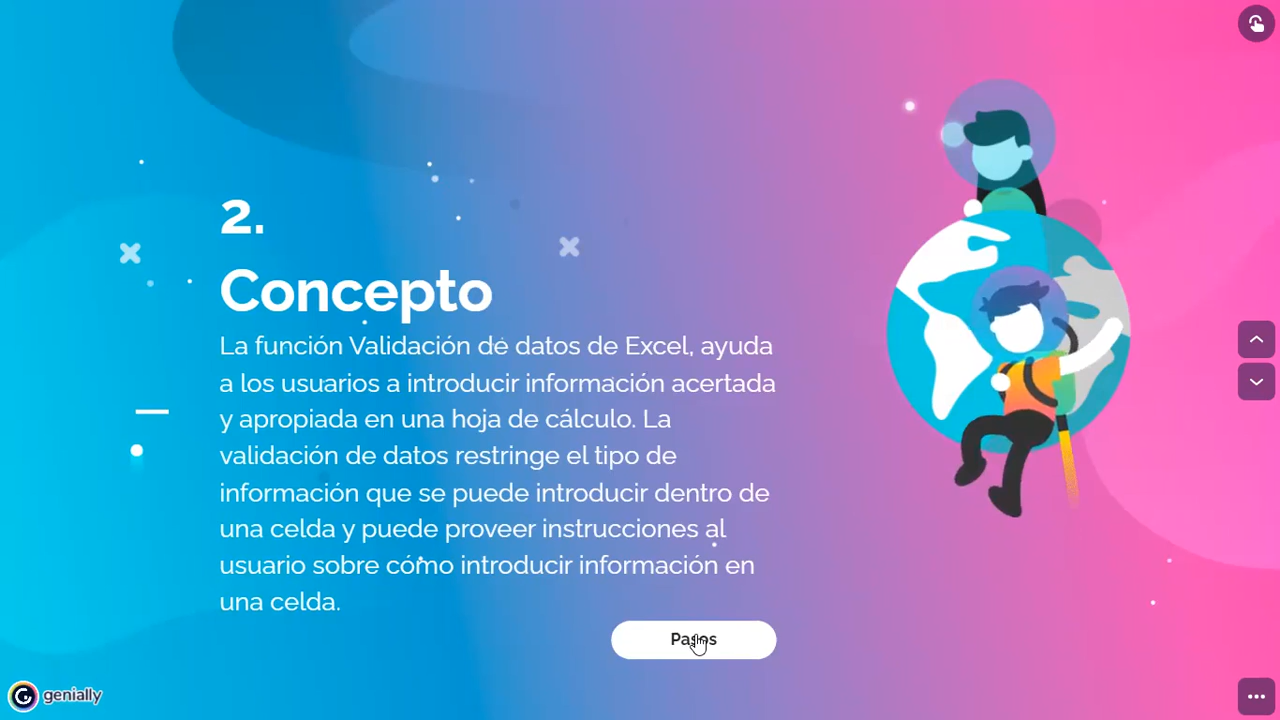 2.
Concepto
La función Validación de datos de Excel, ayuda
a los usuarios a introducir información acertada
y apropiada en una hoja de cálculo. La
validación de datos restringe el tipo de
información que se puede introducir dentro de
una celda y puede proveer instrucciones al
usuario sobre cómo introducir información en
una celda.
Pasos
genially